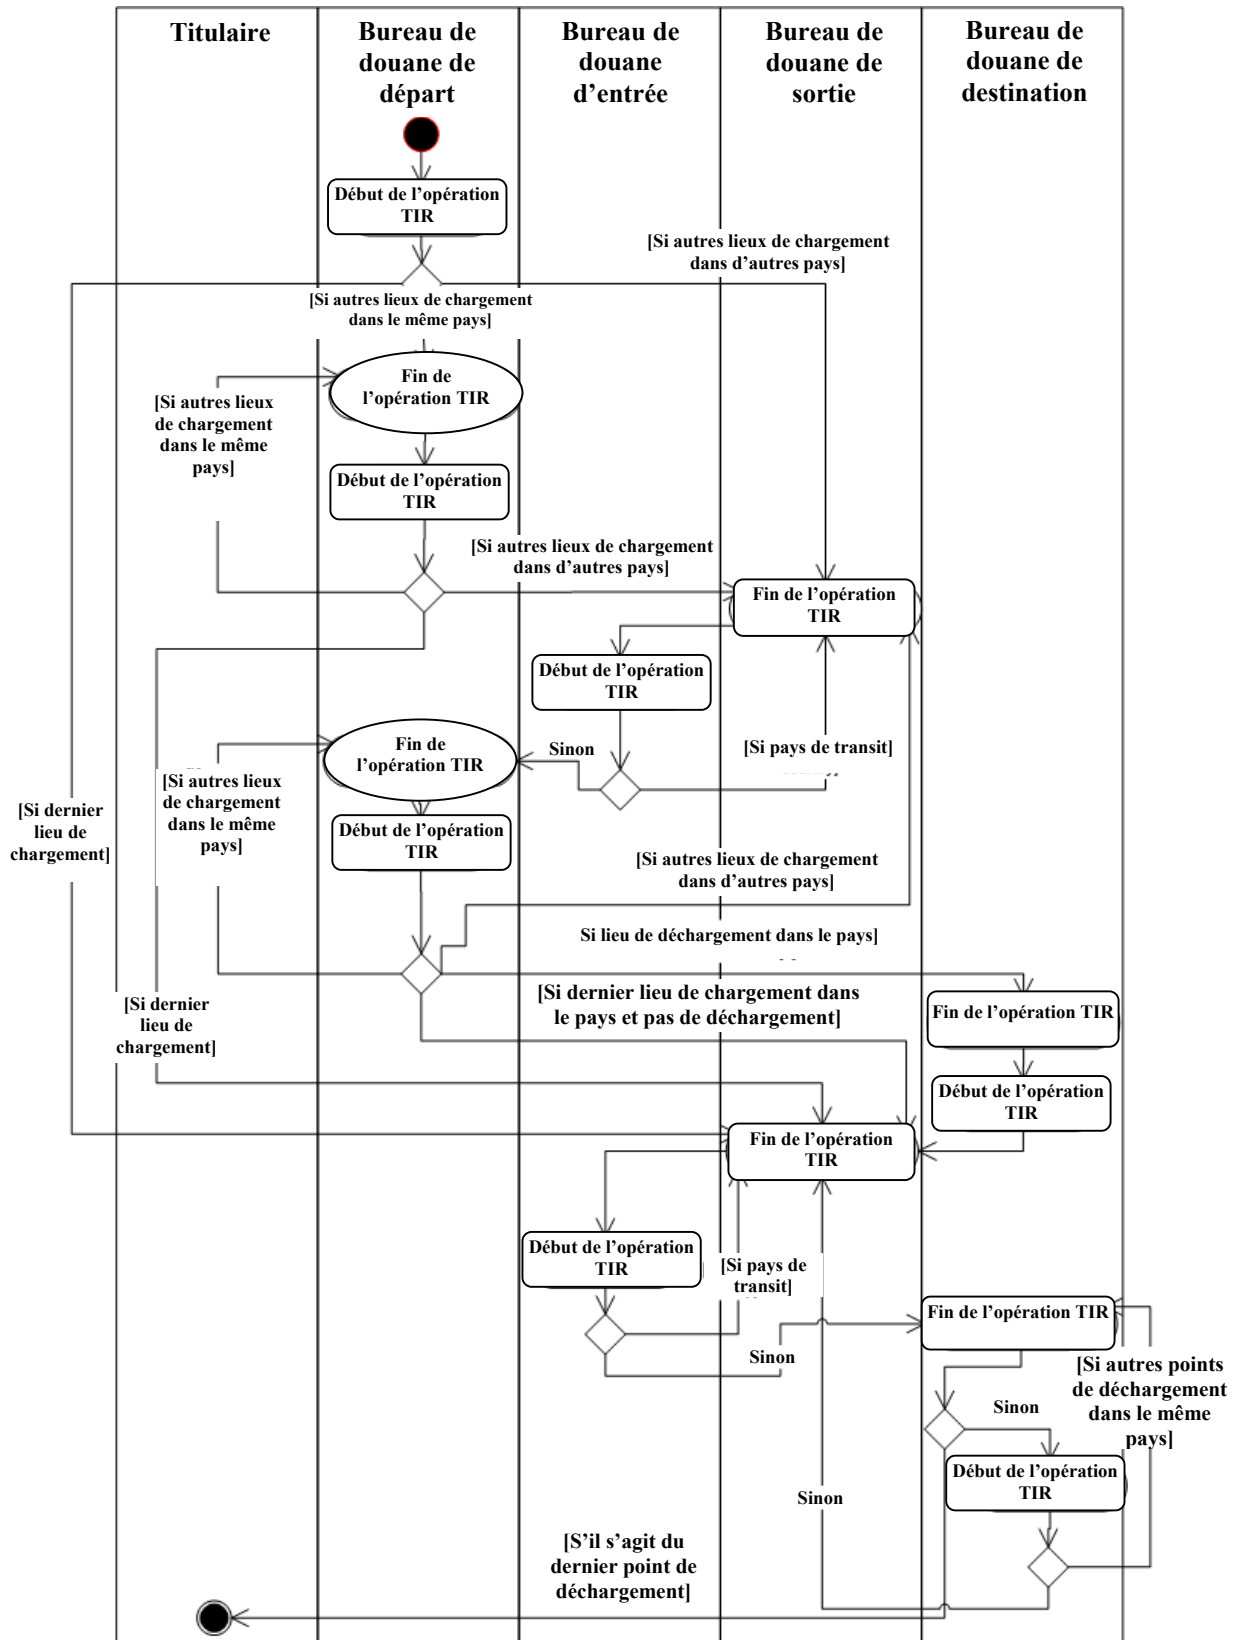 Titulaire
Bureau de
douane de
départ
Bureau de
douane
d'entrée
Bureau de
douane de
sortie
Bureau de
douane de
destination
Début de l'opération
TIR
[Si autres lieux de chargement
dans d'autres pays]
[Si autres lieux de chargement
dans le même pays]
Fin de
l'opération TIR
[Si autres lieux
de chargement
dans le même
pays]
Début de l'opération
TIR
[Si autres lieux de chargement
dans d'autres pays]
Fin de l'opération
TIR
Début de l'opération
TIR
Fin de
l'opération TIR
Sinon
[Si pays de transit]
[Si autres lieux
de chargement
dans le même
pays]
[Si dernier
lieu de
chargement]
Début de l'opération
TIR
[Si autres lieux de chargement
dans d'autres pays]
Si lieu de déchargement dans le pays]
[Si dernier lieu de chargement dans
le pays et pas de déchargement]
[Si dernier
lieu de
chargement]
Fin de l'opération TIR
Début de l'opération
TIR
Fin de l'opération
TIR
Début de l'opération
TIR
[Si pays de
transit]
Fin de l'opération TIR
Sinon
[Si autres points
de déchargement
dans le même
pays]
Sinon
Début de l'opération
TIR
Sinon
[S'il s'agit du
dernier point de
déchargement]